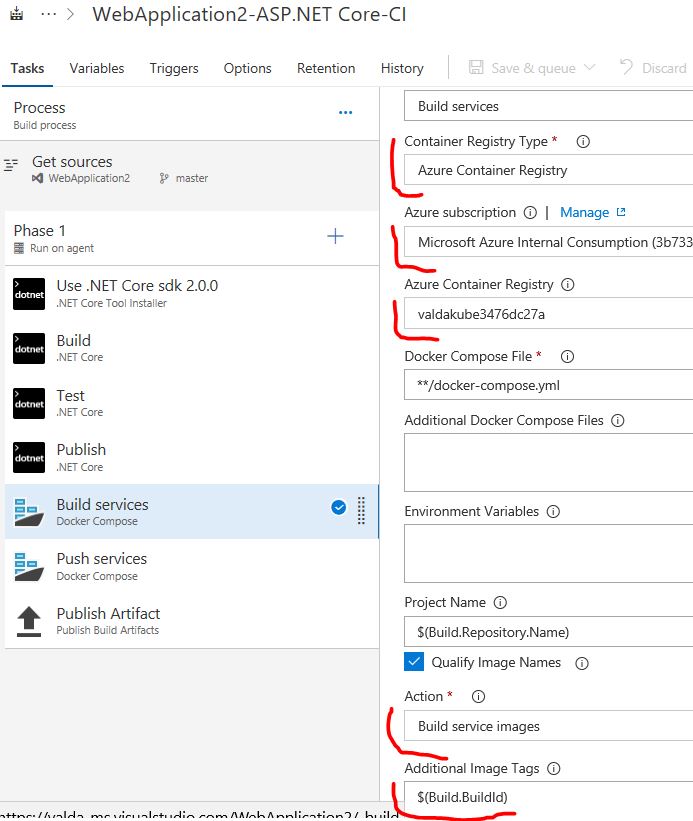 ··· > WebApplication2-ASP.NET Core-CI
Tasks Variables Triggers Options Retention History Save & queue Discard
Process
Build process
···
Get sources
WebApplication2 master
Phase 1
Run on agent
+
dotnet
Use .NET Core sdk 2.0.0
.NET Core Tool Installer
dotnet
Build
.NET Core
dotnet
Test
.NET Core
dotnet
Publish
.NET Core
Build services
Docker Compose
Push services
Docker Compose
Publish Artifact
Publish Build Artifacts
Build services
Container Registry Type *
Azure Container Registry
Azure subscription | Manage
Microsoft Azure Internal Consumption (3b733
Azure Container Registry
valdakube3476dc27a
Docker Compose File *
**/docker-compose.yml
Additional Docker Compose Files
Environment Variables
Project Name
$(Build.Repository.Name)
Qualify Image Names
Action *
Build service images
Additional Image Tags
$(Build.BuildId)
https://valda-ms.visualstudio.com/WebApplication2/_build